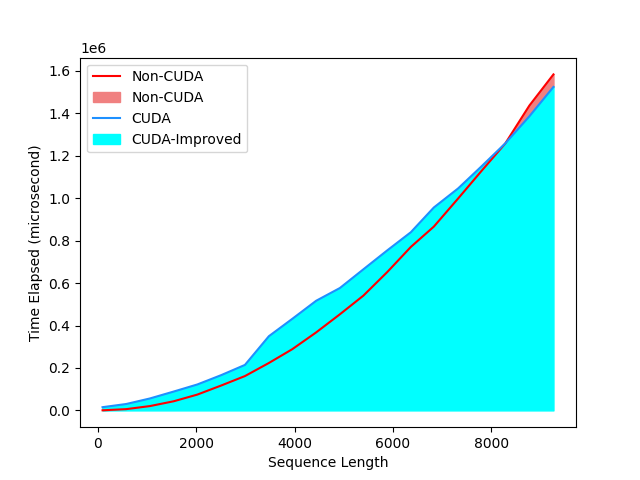 1e6
1.6
1.4
1.2
1.0
0.8
0.6
0.4
0.2
0.0
Time Elapsed (microsecond)
Non-CUDA
Non-CUDA
CUDA
CUDA-Improved
0 2000 4000 6000 8000
Sequence Length